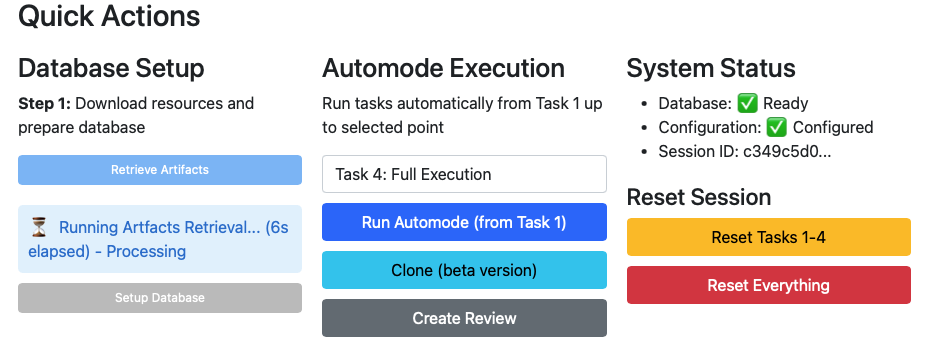 Quick Actions
Database Setup
Step 1: Download resources and
prepare database
Retrieve Artifacts
⏳ Running Artfacts Retrieval... (6s
elapsed) - Processing
Setup Database
Automode Execution
Run tasks automatically from Task 1 up
to selected point
Task 4: Full Execution
Run Automode (from Task 1)
Clone (beta version)
Create Review
System Status
• Database: ✅ Ready
• Configuration: ✅ Configured
• Session ID: c349c5d0...
Reset Session
Reset Tasks 1-4
Reset Everything